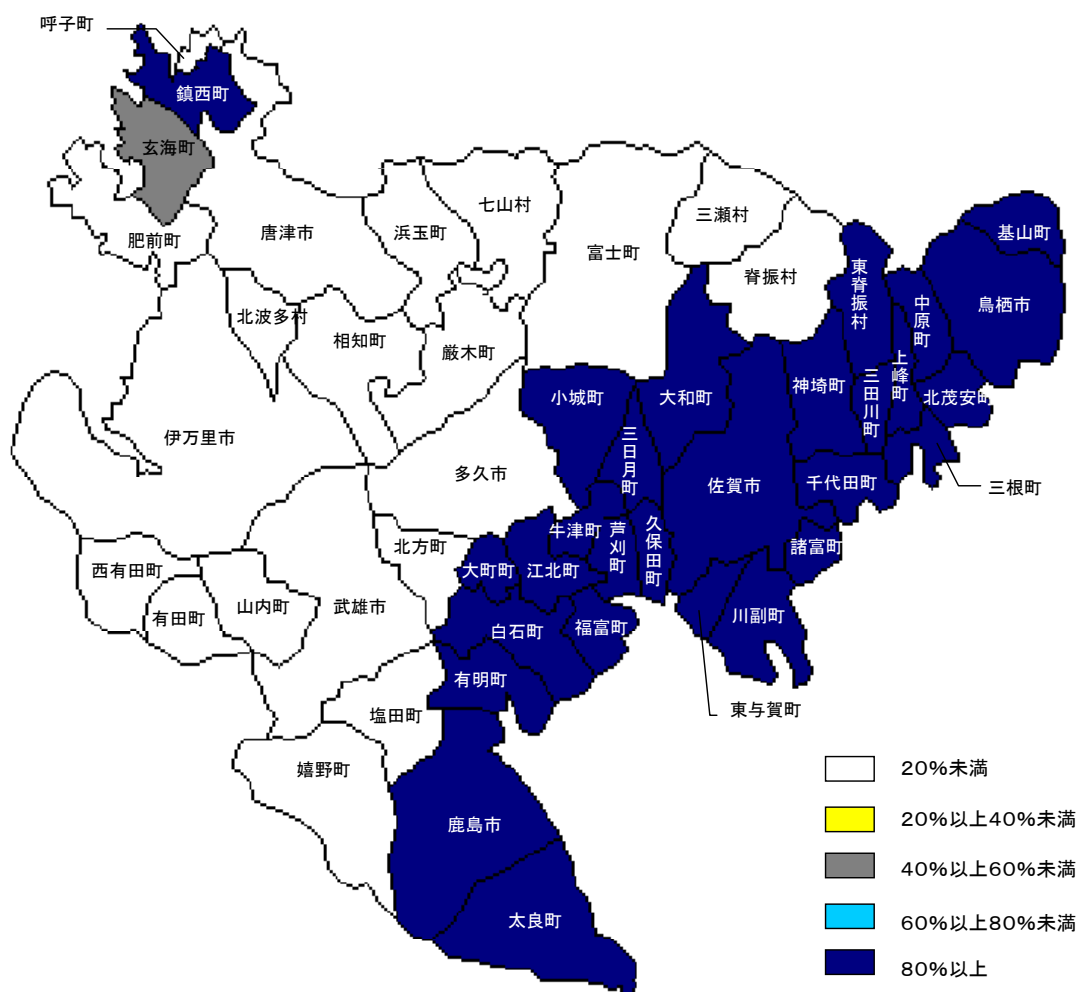 呼子町
鎮西町
玄海町
肥前町
唐津市
浜玉町
七山村
富士町
三瀬村
脊振村
東脊振村
基山町
鳥栖市
中原町
上峰町
北茂安町
三田川町
神埼町
三根町
千代田町
北波多村
相知町
厳木町
小城町
大和町
三日月町
佐賀市
伊万里市
多久市
諸富町
牛津町
芦刈町
久保田町
北方町
大町町
江北町
西有田町
有田町
山内町
武雄市
白石町
福富町
川副町
有明町
東与賀町
塩田町
嬉野町
鹿島市
太良町
20%未満
20%以上40%未満
40%以上60%未満
60%以上80%未満
80%以上